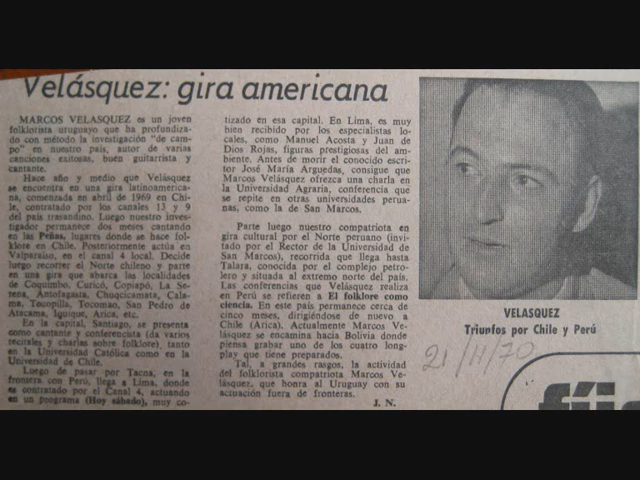 Velásquez: gira americana
MARCOS VELASQUEZ es un joven
folklorista uruguayo que ha profundiza-
do con método la investigación "de cam-
po" en nuestro país, autor de varias
canciones exitosas, buen guitarrista y
cantante.
Hace año y medio que Velásquez
se encuentra en una gira latinoamerica-
na, comenzada en abril de 1969 en Chi-
le, contratado por los canales 13 y 9
del país trasandino. Luego nuestro inves-
tigador permanece dos meses cantando
en las Peñas, lugares donde se hace fol-
klore en Chile. Posteriormente actúa en
Valparaíso, en el canal 4 local. Decide
luego recorrer el Norte chileno y parte
en una gira que abarca las localidades
de Coquimbo, Curicó, Copiapó, La Se-
rena, Antofagasta, Chuqcicamata, Cala-
ma, Tocopilla, Tocomao, San Pedro de
Atacama, Iquique, Arica, etc.
En la capital, Santiago, se presenta
como cantante y conferencista (da varios
recitales y charlas sobre folklore), tanto
en la Universidad Católica como en la
Universidad de Chile.
Luego de pasar por Tacna, en la
frontera con Perú, llega a Lima, donde
es contratado por el Canal 4, actuando
en un programa (Hoy sábado), muy co-
tizado en esa capital. En Lima, es muy
bien recibido por los especialistas lo-
cales, como Manuel Acosta y Juan de
Dios Rojas, figuras prestigiosas del am-
biente. Antes de morir el conocido escri-
tor José María Arguedas, consigue que
Marcos Velásquez ofrezca una charla en
la Universidad Agraria, conferencia que
se repite en otras universidades perua-
nas, como la de San Marcos.
Parte luego nuestro compatriota en
gira cultural por el Norte peruano (invi-
tado por el Rector de la Universidad de
San Marcos), recorrida que llega hasta
Talara, conocida por el complejo petro-
lero y situada al extremo norte del país.
Las conferencias que Velásquez realiza
en Perú se refieren a El folklore como
ciencia. En este país permanece cerca de
cinco meses, dirigiéndose de nuevo a
Chile (Arica). Actualmente Marcos Ve-
lásquez se encamina hacia Bolivia donde
piensa grabar uno de los cuatro long-
play que tiene preparados.
Tal, a grandes rasgos, la actividad
del folklorista compatriota Marcos Ve-
lásquez, que honra al Uruguay con su
actuación fuera de fronteras.
J. N.
VELASQUEZ
Triunfos por Chile y Perú
21/11/70